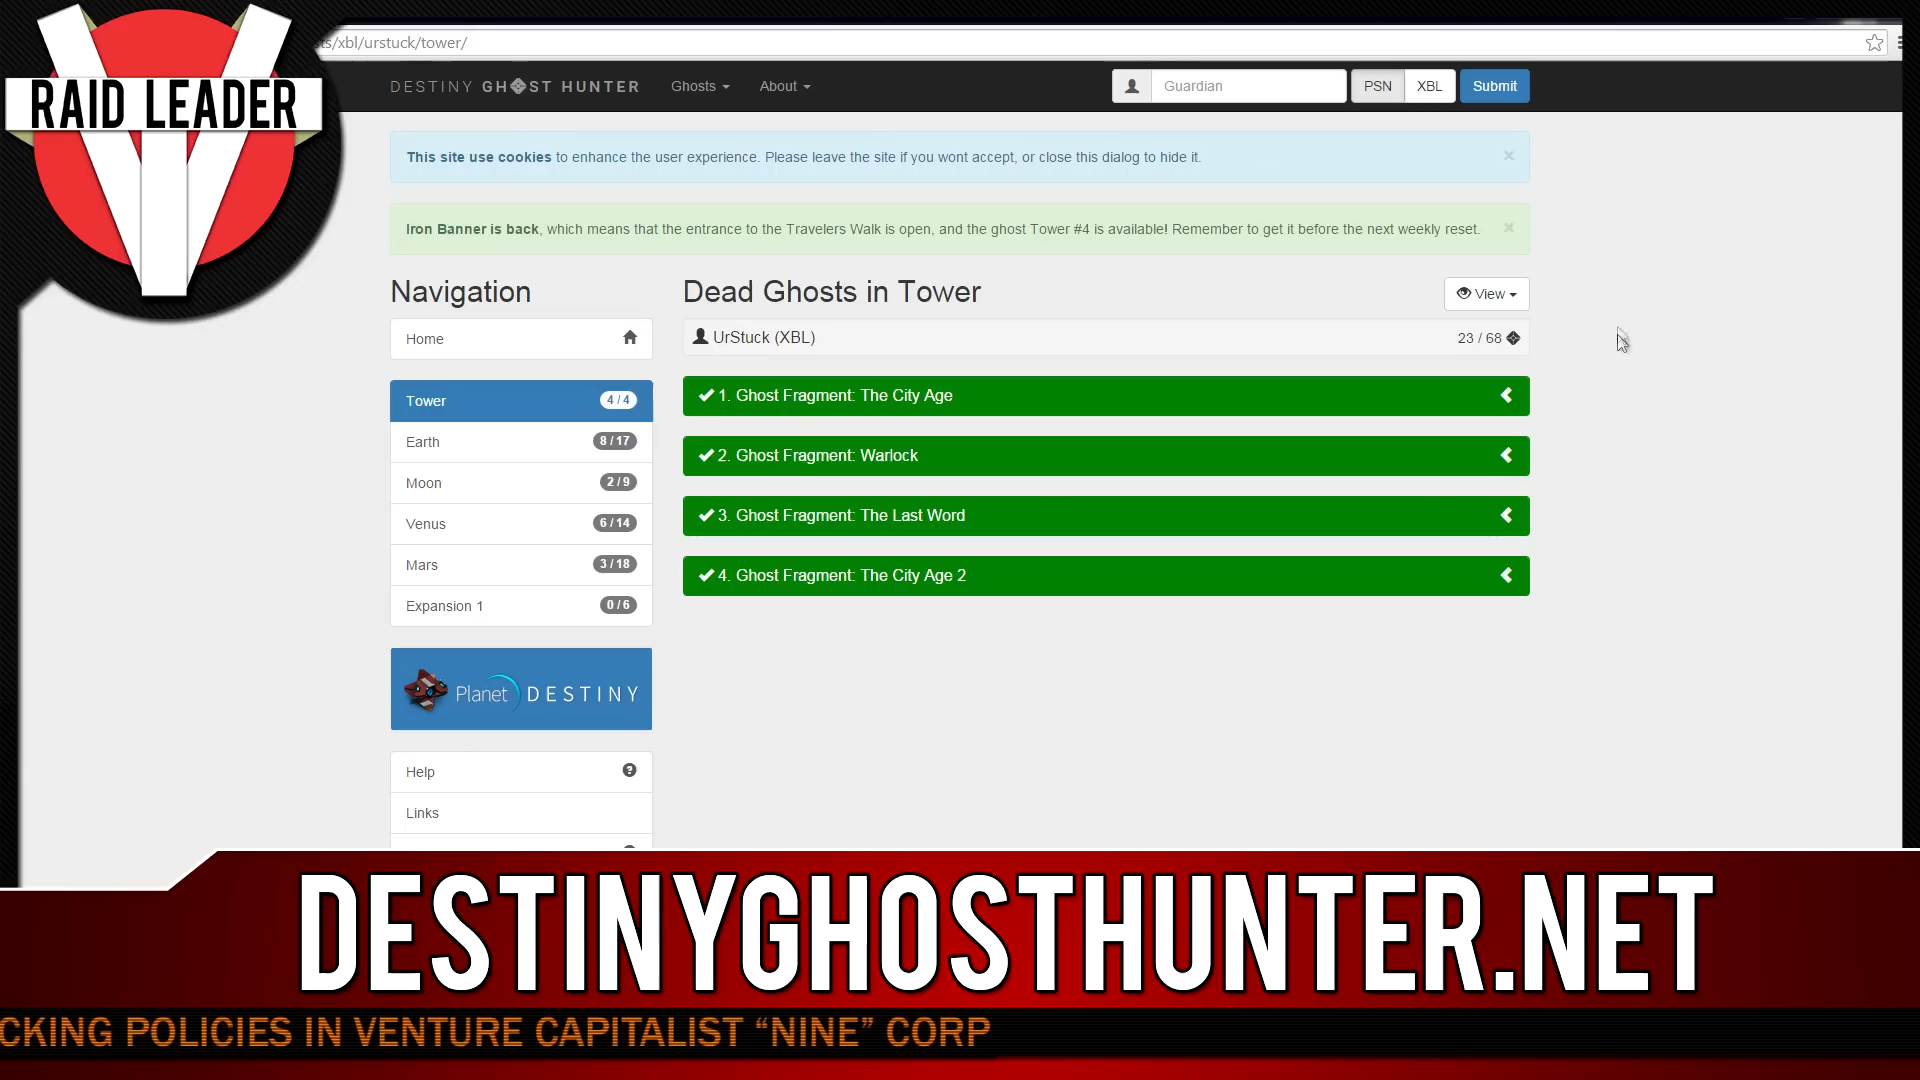 RAID LEADER
ts/xbl/urstuck/tower/
DESTINY GHOST HUNTER
Ghosts
About
Guardian
PSN
XBL
Submit
This site use cookies to enhance the user experience. Please leave the site if you wont accept, or close this dialog to hide it.
×
Iron Banner is back, which means that the entrance to the Travelers Walk is open, and the ghost Tower #4 is available! Remember to get it before the next weekly reset.
×
Navigation
Home
Tower 4 / 4
Earth 8 / 17
Moon 2 / 9
Venus 6 / 14
Mars 3 / 18
Expansion 1 0 / 6
Planet DESTINY
Help
Links
Dead Ghosts in Tower
View
UrStuck (XBL) 23 / 68
1. Ghost Fragment: The City Age
2. Ghost Fragment: Warlock
3. Ghost Fragment: The Last Word
4. Ghost Fragment: The City Age 2
DESTINYGHOSTHUNTER.NET
CKING POLICIES IN VENTURE CAPITALIST “NINE” CORP